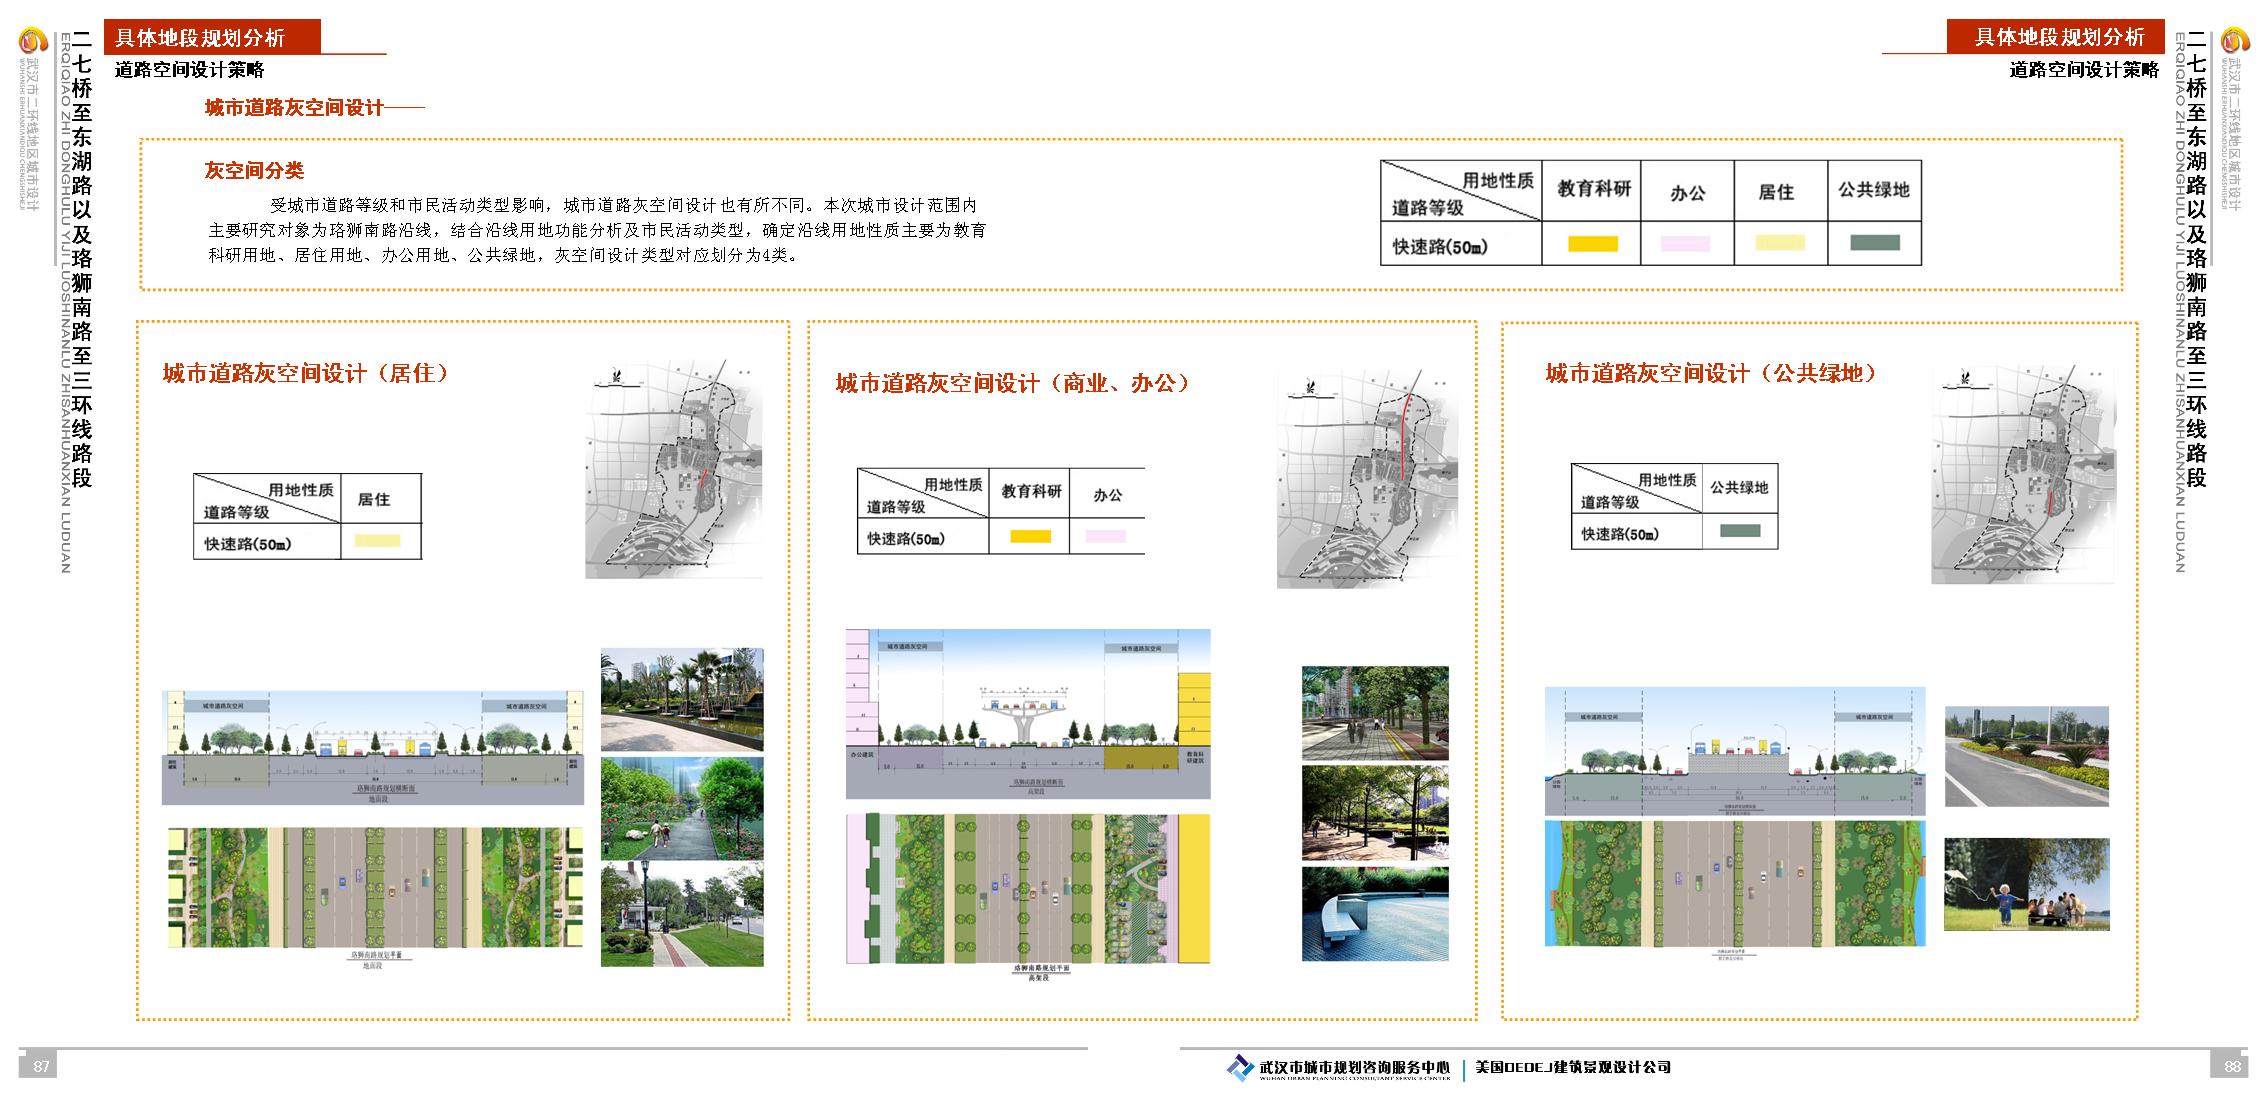 具体地段规划分析
道路空间设计策略
具体地段规划分析
道路空间设计策略
武汉市二环线地区城市设计
WUHANSHI ERHUANXIANDIQU CHENGSHISHEJI
二七桥至东湖路以及珞狮南路至三环线路段
ERQIQIAO ZHI DONGHULU YIJI LUOSHINANLU ZHISANHUANXIAN LUDUAN
二七桥至东湖路以及珞狮南路至三环线路段
ERQIQIAO ZHI DONGHULU YIJI LUOSHINANLU ZHISANHUANXIAN LUDUAN
武汉市二环线地区城市设计
WUHANSHI ERHUANXIANDIQU CHENGSHISHEJI
城市道路灰空间设计——
灰空间分类
受城市道路等级和市民活动类型影响，城市道路灰空间设计也有所不同。本次城市设计范围内
主要研究对象为珞狮南路沿线，结合沿线用地功能分析及市民活动类型，确定沿线用地性质主要为教育
科研用地、居住用地、办公用地、公共绿地，灰空间设计类型对应划分为4类。
用地性质 教育科研 办公 居住 公共绿地
道路等级
快速路(50m)
城市道路灰空间设计（居住）
用地性质 居住
道路等级
快速路(50m)
城市道路灰空间 城市道路灰空间
居住建筑 居住建筑
珞狮南路规划横断面
地面段
珞狮南路规划平面
地面段
城市道路灰空间设计（商业、办公）
用地性质 教育科研 办公
道路等级
快速路(50m)
城市道路灰空间 城市道路灰空间
办公建筑 教育科研建筑
珞狮南路规划横断面
高架段
珞狮南路规划平面
高架段
城市道路灰空间设计（公共绿地）
用地性质 公共绿地
道路等级
快速路(50m)
城市道路灰空间 城市道路灰空间
87
武汉市城市规划咨询服务中心 美国DEDEJ建筑景观设计公司
WUHAN URBAN PLANNING CONSULTANT SERVICE CENTER
88